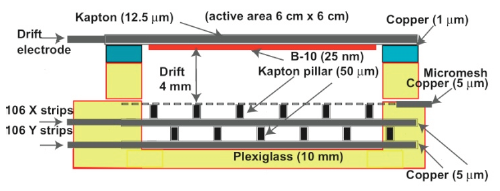 Kapton (12.5 μm)
(active area 6 cm x 6 cm)
Copper (1 μm)
Drift
electrode
B-10 (25 nm)
Drift
4 mm
Kapton pillar (50 μm)
Micromesh
Copper (5 μm)
106 X strips
106 Y strips
Plexiglass (10 mm)
Copper (5 μm)